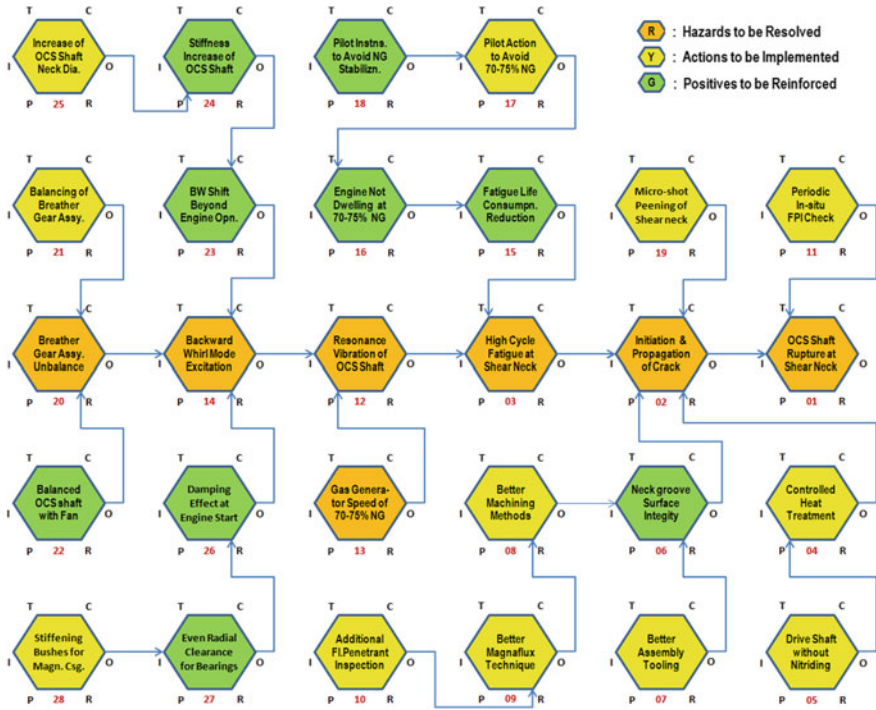 T C
Increase of
OCS Shaft
Neck Dia.
I O
P 25 R
T C
Stiffness
Increase of
OCS Shaft
I O
P 24 R
T C
Pilot Instns.
to Avoid NG
Stabilizn.
I O
P 18 R
T C
Pilot Action
to Avoid
70-75% NG
I O
P 17 R
R : Hazards to be Resolved
Y : Actions to be Implemented
G : Positives to be Reinforced
T C
Balancing of
Breather
Gear Assy.
I O
P 21 R
T C
BW Shift
Beyond
Engine Opn.
I O
P 23 R
T C
Engine Not
Dwelling at
70-75% NG
I O
P 16 R
T C
Fatigue Life
Consumpn.
Reduction
I O
P 15 R
T C
Micro-shot
Peening of
Shear neck
I O
P 19 R
T C
Periodic
In-situ
FPI Check
I O
P 11 R
T C
Breather
Gear Assy.
Unbalance
I O
P 20 R
T C
Backward
Whirl Mode
Excitation
I O
P 14 R
T C
Resonance
Vibration of
OCS Shaft
I O
P 12 R
T C
High Cycle
Fatigue at
Shear Neck
I O
P 03 R
T C
Initiation &
Propagation
of Crack
I O
P 02 R
T C
OCS Shaft
Rupture at
Shear Neck
I O
P 01 R
T C
Balanced
OCS shaft
with Fan
I O
P 22 R
T C
Damping
Effect at
Engine Start
I O
P 26 R
T C
Gas Genera-
tor Speed of
70-75% NG
I O
P 13 R
T C
Better
Machining
Methods
I O
P 08 R
T C
Neck groove
Surface
Integity
I O
P 06 R
T C
Controlled
Heat
Treatment
I O
P 04 R
T C
Stiffening
Bushes for
Magn. Csg.
I O
P 28 R
T C
Even Radial
Clearance
for Bearings
I O
P 27 R
T C
Additional
Fl.Penetrant
Inspection
I O
P 10 R
T C
Better
Magnaflux
Technique
I O
P 09 R
T C
Better
Assembly
Tooling
I O
P 07 R
T C
Drive Shaft
without
Nitriding
I O
P 05 R